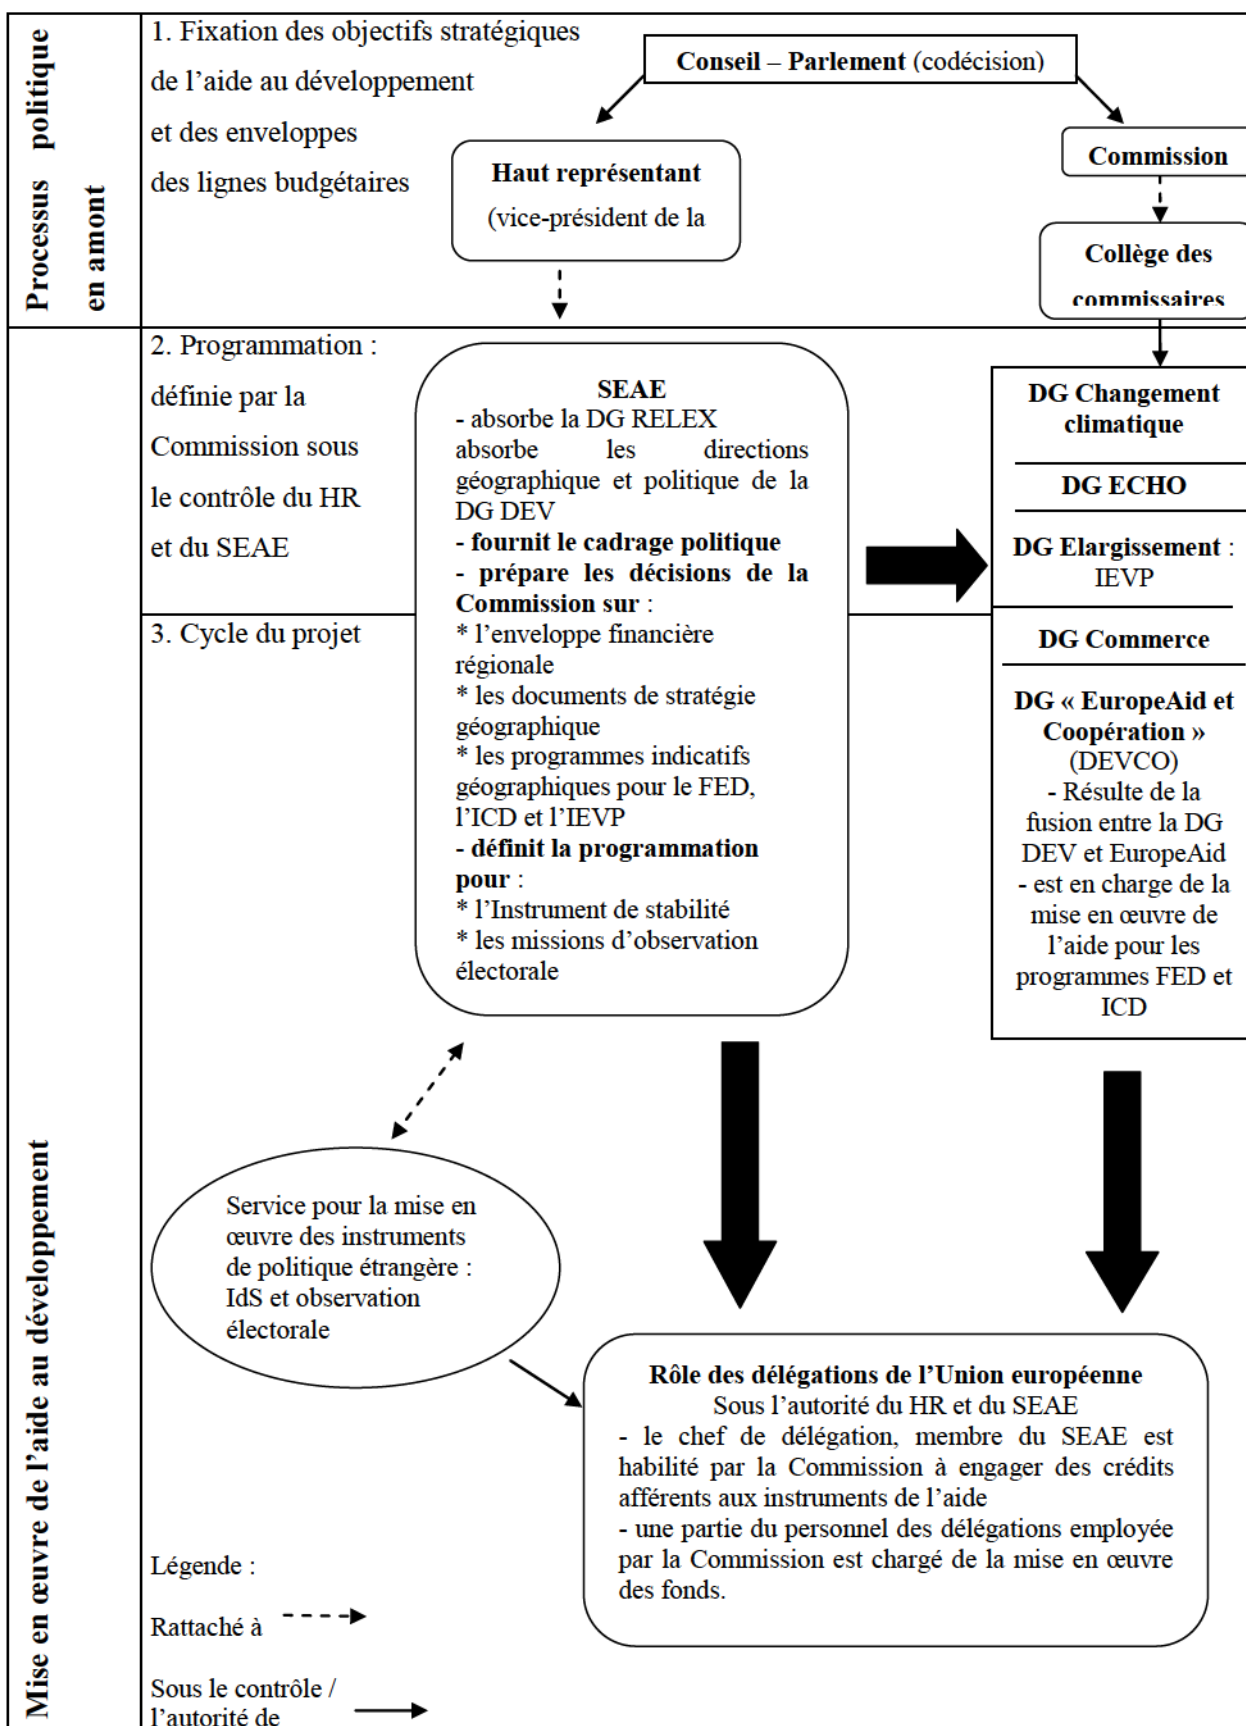 Processus politique
en amont
1. Fixation des objectifs stratégiques
de l’aide au développement
et des enveloppes
des lignes budgétaires
Conseil – Parlement (codécision)
Haut représentant
(vice-président de la
Commission
Collège des
commissaires
Mise en œuvre de l’aide au développement
2. Programmation :
définie par la
Commission sous
le contrôle du HR
et du SEAE
3. Cycle du projet
SEAE
- absorbe la DG RELEX
absorbe les directions
géographique et politique de la
DG DEV
- fournit le cadrage politique
- prépare les décisions de la
Commission sur :
* l’enveloppe financière
régionale
* les documents de stratégie
géographique
* les programmes indicatifs
géographiques pour le FED,
l’ICD et l’IEVP
- définit la programmation
pour :
* l’Instrument de stabilité
* les missions d’observation
électorale
DG Changement
climatique
DG ECHO
DG Elargissement :
IEVP
DG Commerce
DG « EuropeAid et
Coopération »
(DEVCO)
- Résulte de la
fusion entre la DG
DEV et EuropeAid
- est en charge de la
mise en œuvre de
l’aide pour les
programmes FED et
ICD
Service pour la mise en
œuvre des instruments
de politique étrangère :
IdS et observation
électorale
Rôle des délégations de l’Union européenne
Sous l’autorité du HR et du SEAE
- le chef de délégation, membre du SEAE est
habilité par la Commission à engager des crédits
afférents aux instruments de l’aide
- une partie du personnel des délégations employée
par la Commission est chargé de la mise en œuvre
des fonds.
Légende :
Rattaché à
Sous le contrôle /
l’autorité de